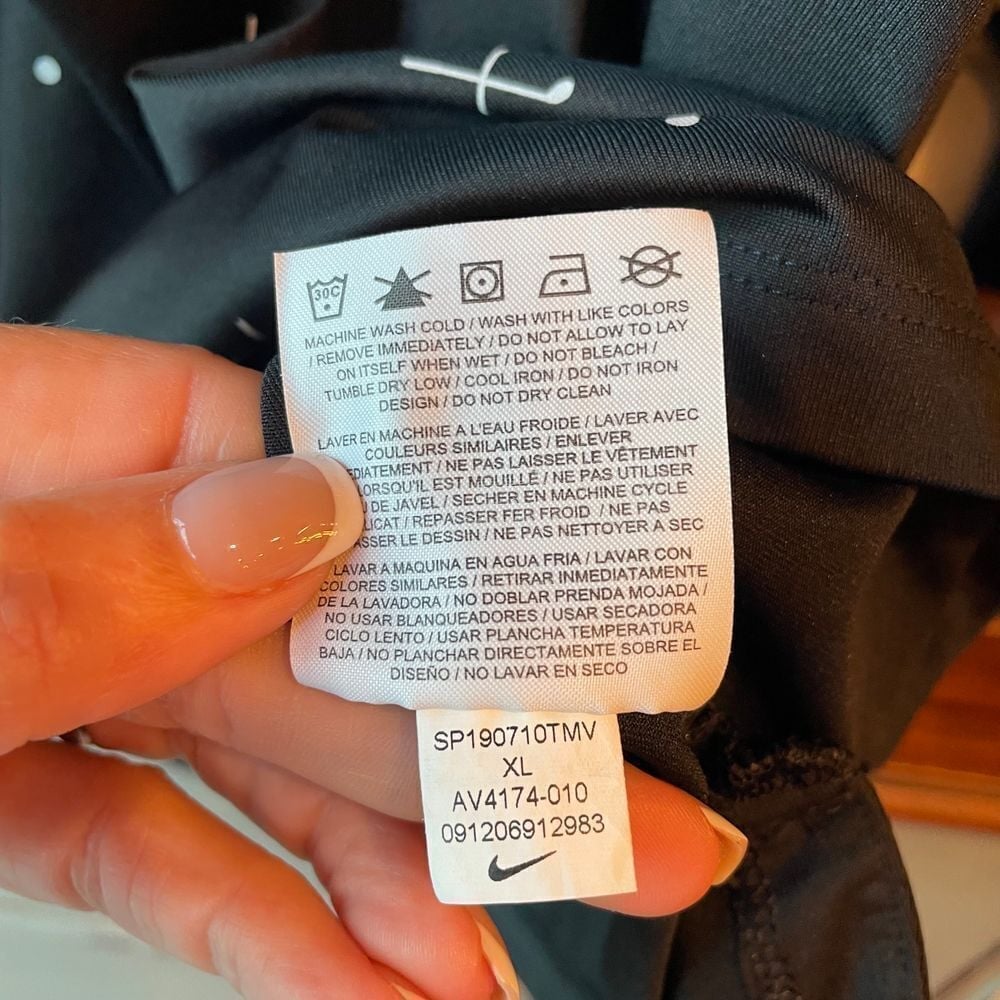 30C
MACHINE WASH COLD / WASH WITH LIKE COLORS
/ REMOVE IMMEDIATELY / DO NOT ALLOW TO LAY
ON ITSELF WHEN WET / DO NOT BLEACH /
TUMBLE DRY LOW / COOL IRON / DO NOT IRON
DESIGN / DO NOT DRY CLEAN
LAVER EN MACHINE A L'EAU FROIDE / LAVER AVEC
COULEURS SIMILAIRES / ENLEVER
/ NE PAS LAISSER LE VÊTEMENT
LORSQU'IL EST MOUILLÉ / NE PAS UTILISER
DE JAVEL / SECHER EN MACHINE CYCLE
/ REPASSER FER FROID / NE PAS
LE DESSIN / NE PAS NETTOYER A SEC
LAVAR A MAQUINA EN AGUA FRIA / LAVAR CON
COLORES SIMILARES / RETIRAR INMEDIATAMENTE
DE LA LAVADORA / NO DOBLAR PRENDA MOJADA /
NO USAR BLANQUEADORES / USAR SECADORA
CICLO LENTO / USAR PLANCHA TEMPERATURA
BAJA / NO PLANCHAR DIRECTAMENTE SOBRE EL
DISEÑO / NO LAVAR EN SECO
SP190710TMV
XL
AV4174-010
091206912983